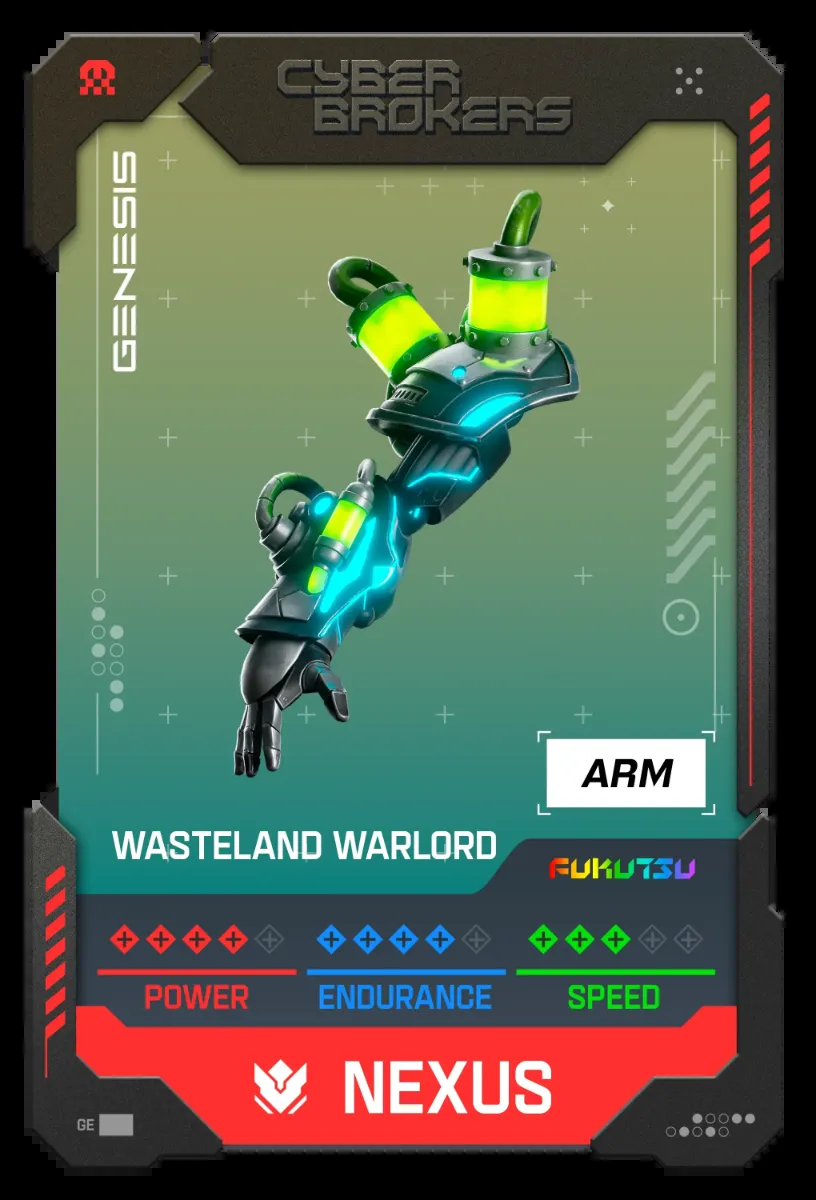 CYBER
BROKERS
GENESIS
ARM
WASTELAND WARLORD
FUKUTSU
POWER
ENDURANCE
SPEED
NEXUS
GE